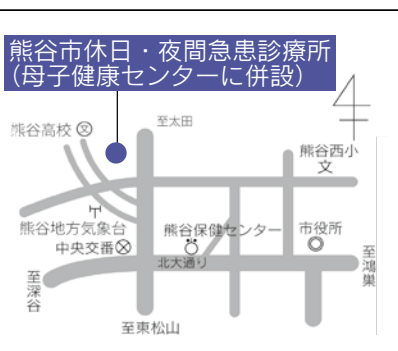 熊谷市休日・夜間急患診療所
（母子健康センターに併設）
至太田
熊谷高校
文
熊谷西小
文
熊谷地方気象台
熊谷保健センター
市役所
中央交番
北大通り
至鴻巣
至深谷
至東松山